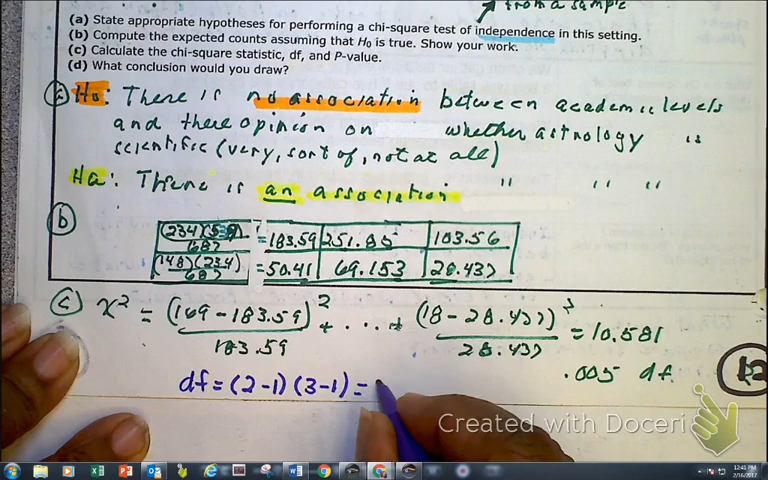 from a sample
(a) State appropriate hypotheses for performing a chi-square test of independence in this setting.
(b) Compute the expected counts assuming that H₀ is true. Show your work.
(c) Calculate the chi-square statistic, df, and P-value.
(d) What conclusion would you draw?
(a) Ho: There is no association between academic levels
and there opinion on whether astrology is
scientific (very, sort of, not at all)
Ha: There is an association " " " "
(b)
(234)(539)/687 = 183.59 251.85 103.56
(148)(234)/687 = 50.41 69.153 28.437
(c) x² = (169-183.59)²/183.59 + ... + (18-28.437)²/28.437 = 10.581
.005 df
df = (2-1)(3-1) =
12
Created with Doceri
12:41 PM
2/16/2017